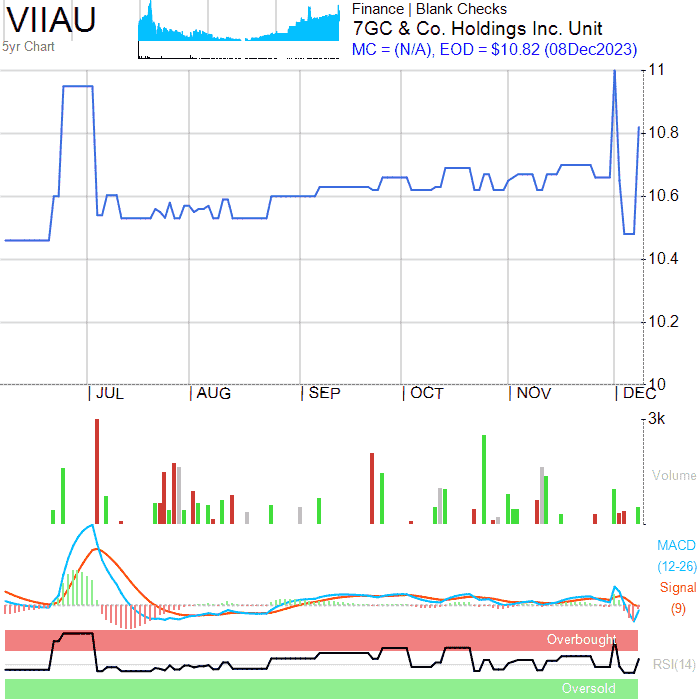 VIIAU
5yr Chart
Finance | Blank Checks
7GC & Co. Holdings Inc. Unit
MC = (N/A), EOD = $10.82 (08Dec2023)
11
10.8
10.6
10.4
10.2
10
JUL AUG SEP OCT NOV DEC
3k
Volume
MACD
(12-26)
Signal
(9)
Overbought
RSI(14)
Oversold